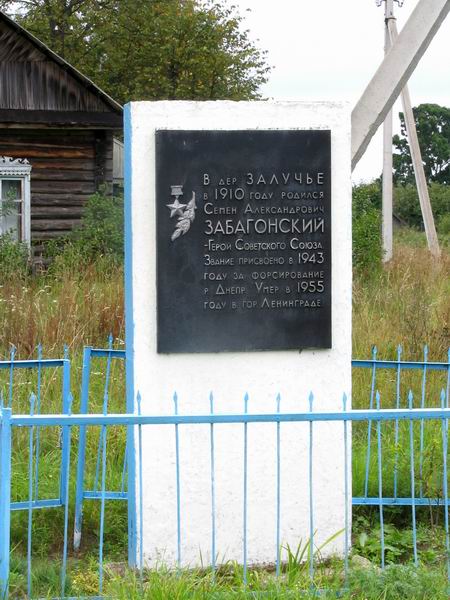 В дер ЗАЛУЧЬЕ
в 1910 году родился
Семен Александрович
ЗАБАГОНСКИЙ
-Герой Советского Союза.
Звание присвоено в 1943
году за форсирование
р Днепр. Умер в 1955
году в гор. Ленинграде.